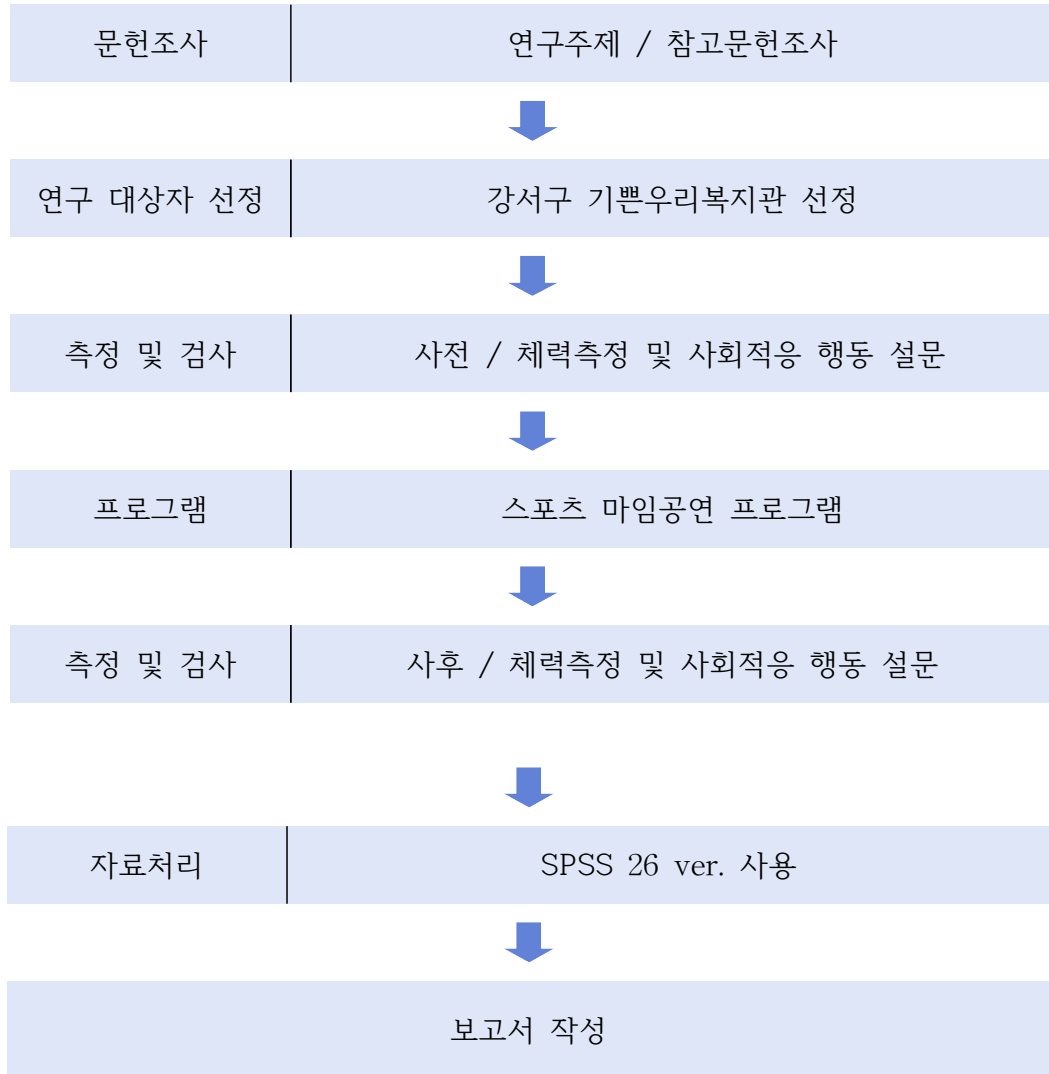 문헌조사 연구주제 / 참고문헌조사
연구 대상자 선정 강서구 기쁜우리복지관 선정
측정 및 검사 사전 / 체력측정 및 사회적응 행동 설문
프로그램 스포츠 마임공연 프로그램
측정 및 검사 사후 / 체력측정 및 사회적응 행동 설문
자료처리 SPSS 26 ver. 사용
보고서 작성